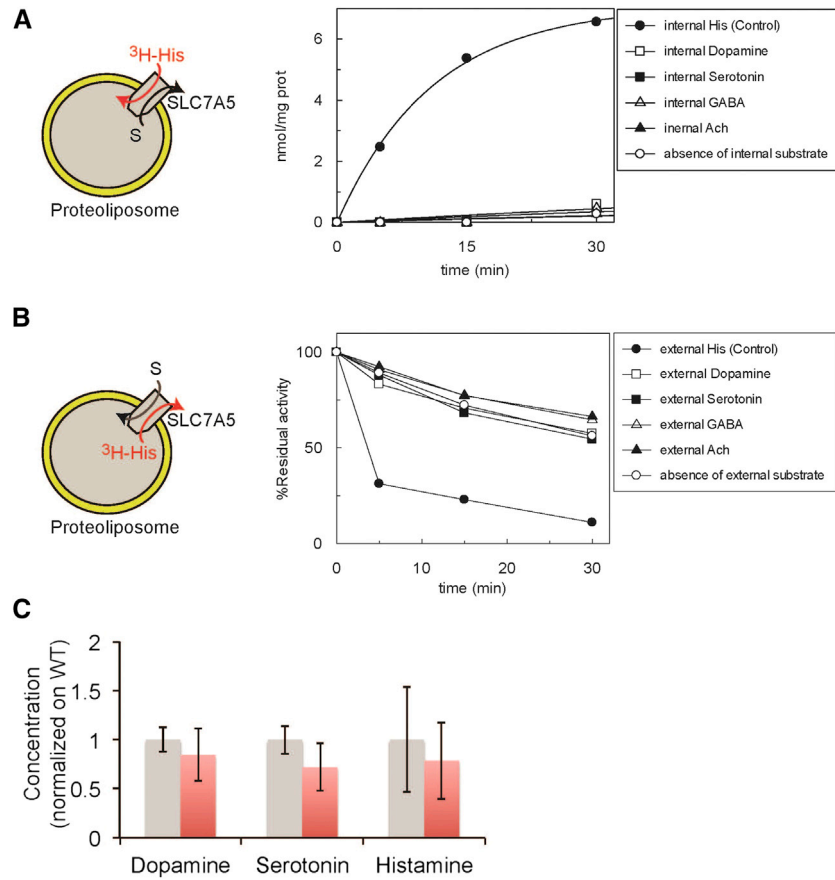 A
³H-His
SLC7A5
S
Proteoliposome
nmol/mg prot
6
4
2
0
0 15 30
time (min)
internal His (Control)
internal Dopamine
internal Serotonin
internal GABA
inernal Ach
absence of internal substrate
B
S
SLC7A5
³H-His
Proteoliposome
%Residual activity
100
50
0
0 10 20 30
time (min)
external His (Control)
external Dopamine
external Serotonin
external GABA
external Ach
absence of external substrate
C
Concentration
(normalized on WT)
2
1.5
1
0.5
0
Dopamine Serotonin Histamine